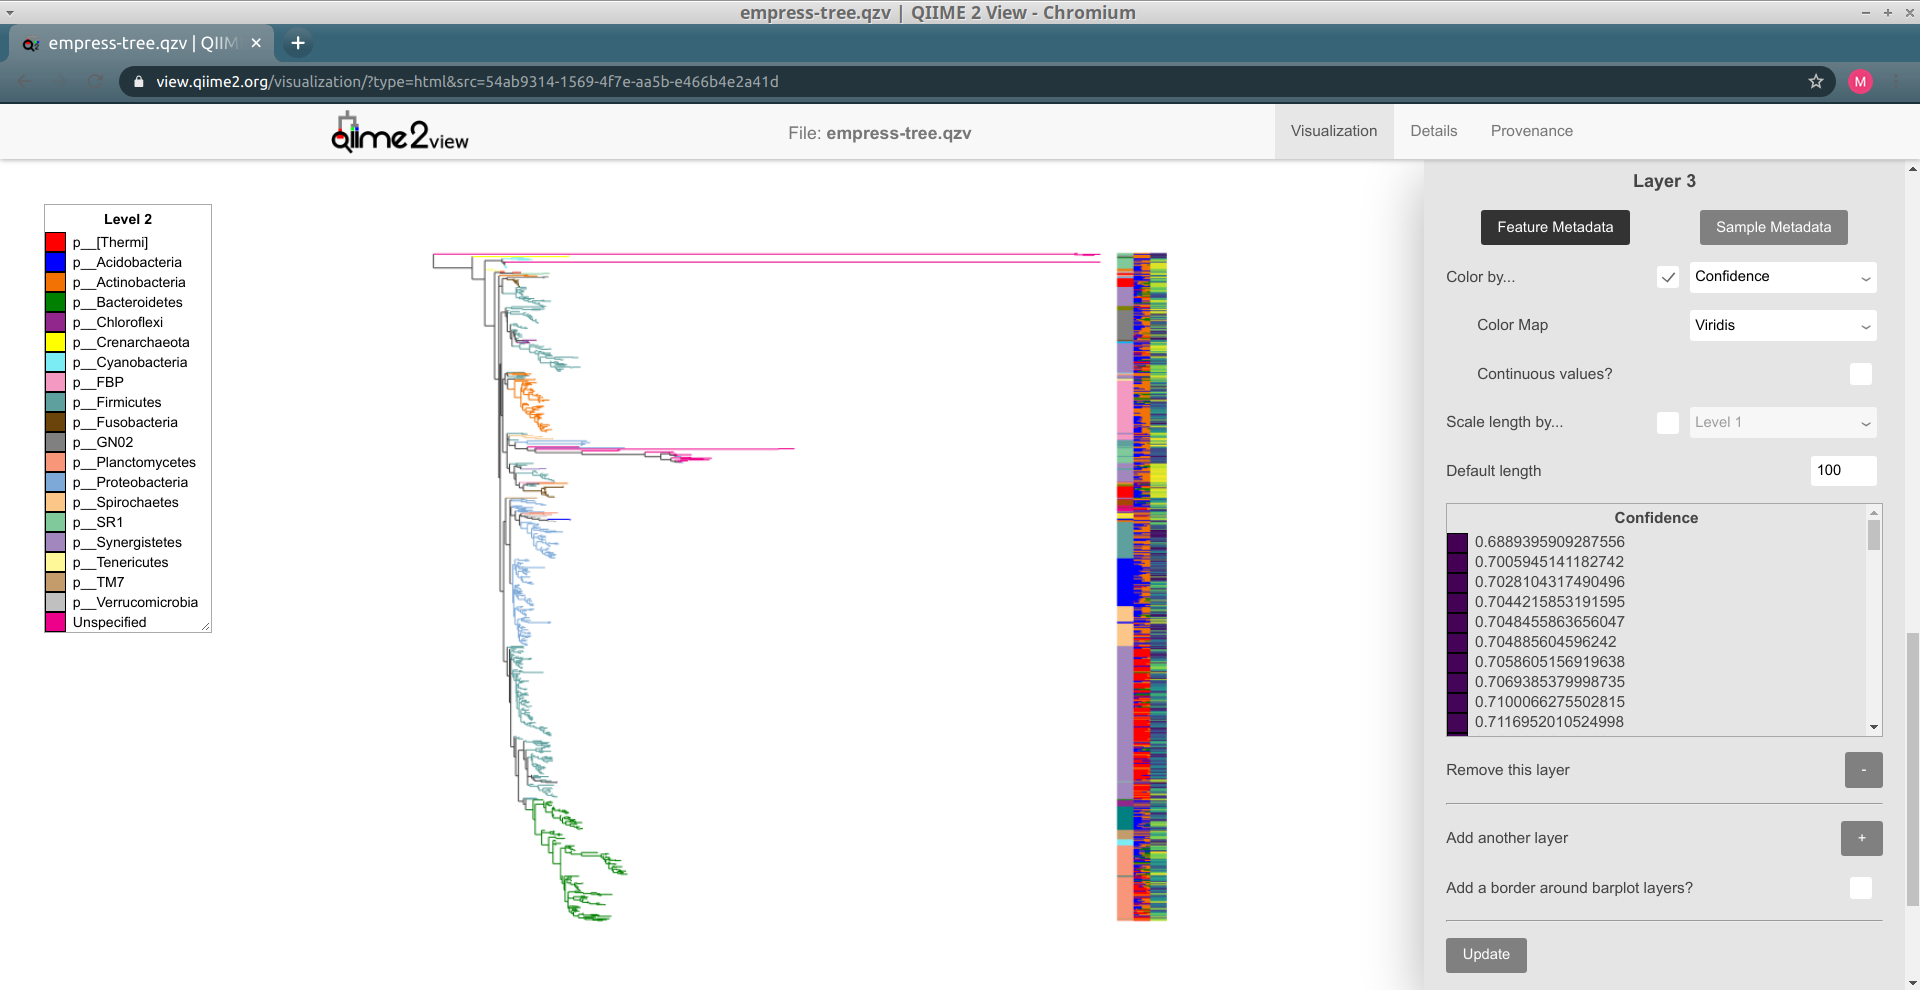 empress-tree.qzv | QIIME 2 View - Chromium
empress-tree.qzv | QIIM
view.qiime2.org/visualization/?type=html&src=54ab9314-1569-4f7e-aa5b-e466b4e2a41d
M
qiime2view
File: empress-tree.qzv
Visualization
Details
Provenance
Level 2
p__[Thermi]
p__Acidobacteria
p__Actinobacteria
p__Bacteroidetes
p__Chloroflexi
p__Crenarchaeota
p__Cyanobacteria
p__FBP
p__Firmicutes
p__Fusobacteria
p__GN02
p__Planctomycetes
p__Proteobacteria
p__Spirochaetes
p__SR1
p__Synergistetes
p__Tenericutes
p__TM7
p__Verrucomicrobia
Unspecified
Layer 3
Feature Metadata
Sample Metadata
Color by...
Confidence
Color Map
Viridis
Continuous values?
Scale length by...
Level 1
Default length
100
Confidence
0.6889395909287556
0.7005945141182742
0.7028104317490496
0.7044215853191595
0.7048455863656047
0.704885604596242
0.7058605156919638
0.7069385379998735
0.7100066275502815
0.7116952010524998
Remove this layer
-
Add another layer
+
Add a border around barplot layers?
Update